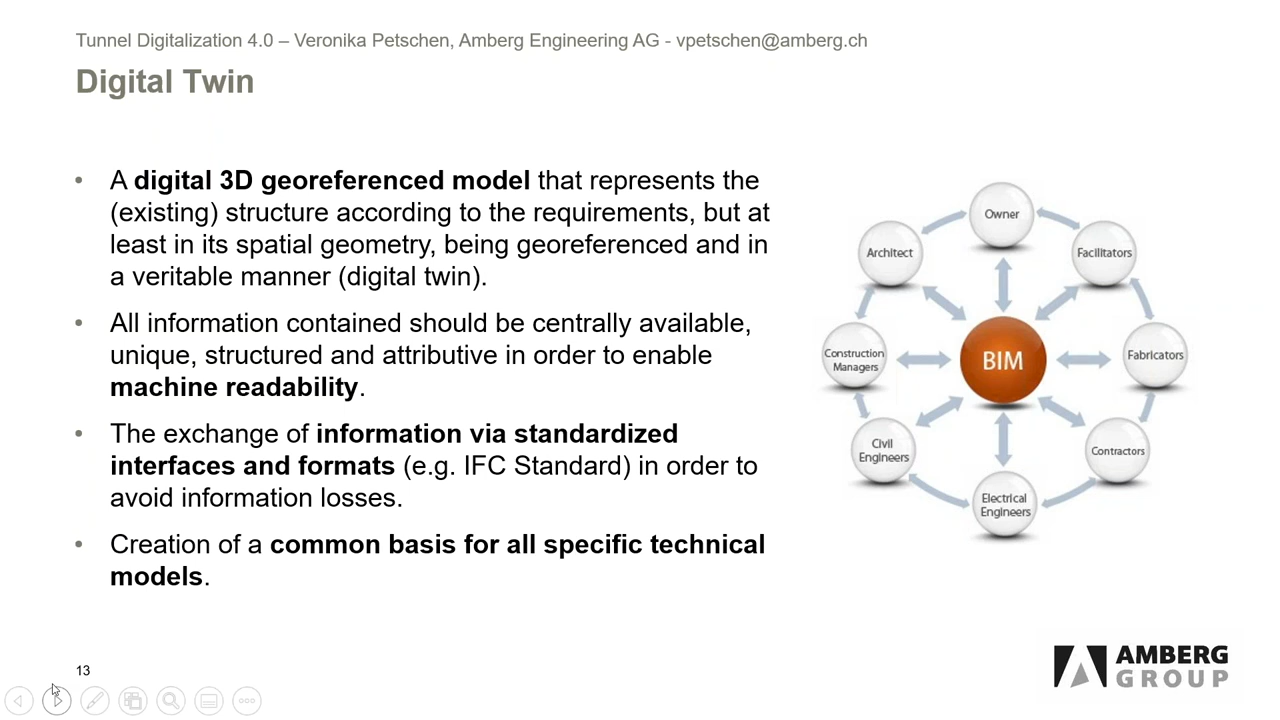 Tunnel Digitalization 4.0 – Veronika Petschen, Amberg Engineering AG - vpetschen@amberg.ch
Digital Twin
• A digital 3D georeferenced model that represents the
(existing) structure according to the requirements, but at
least in its spatial geometry, being georeferenced and in
a veritable manner (digital twin).
• All information contained should be centrally available,
unique, structured and attributive in order to enable
machine readability.
• The exchange of information via standardized
interfaces and formats (e.g. IFC Standard) in order to
avoid information losses.
• Creation of a common basis for all specific technical
models.
Owner
Architect
Facilitators
Construction
Managers
BIM
Fabricators
Civil
Engineers
Contractors
Electrical
Engineers
13
AMBERG
GROUP